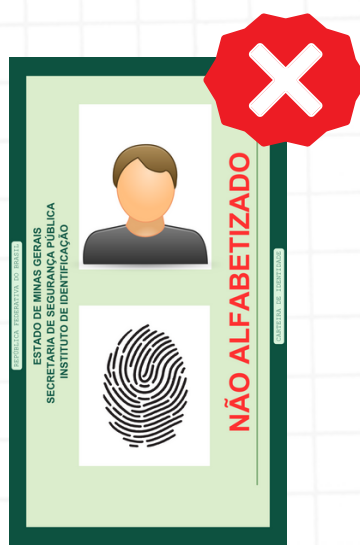 REPÚBLICA FEDERATIVA DO BRASIL
ESTADO DE MINAS GERAIS
SECRETARIA DE SEGURANÇA PÚBLICA
INSTITUTO DE IDENTIFICAÇÃO
NÃO ALFABETIZADO
CARTEIRA DE IDENTIDADE